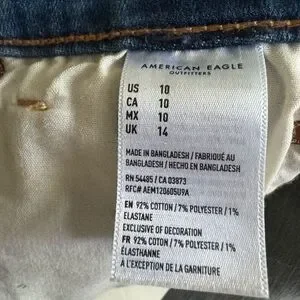 AMERICAN EAGLE
OUTFITTERS
US 10
CA 10
MX 10
UK 14
MADE IN BANGLADESH / FABRIQUÉ AU
BANGLADESH / HECHO EN BANGLADESH
RN 54485 / CA 03873
RFC# AEM120605U9A
EN 92% COTTON / 7% POLYESTER / 1%
ELASTANE
EXCLUSIVE OF DECORATION
FR 92% COTON / 7% POLYESTER / 1%
ÉLASTHANNE
À L'EXCEPTION DE LA GARNITURE